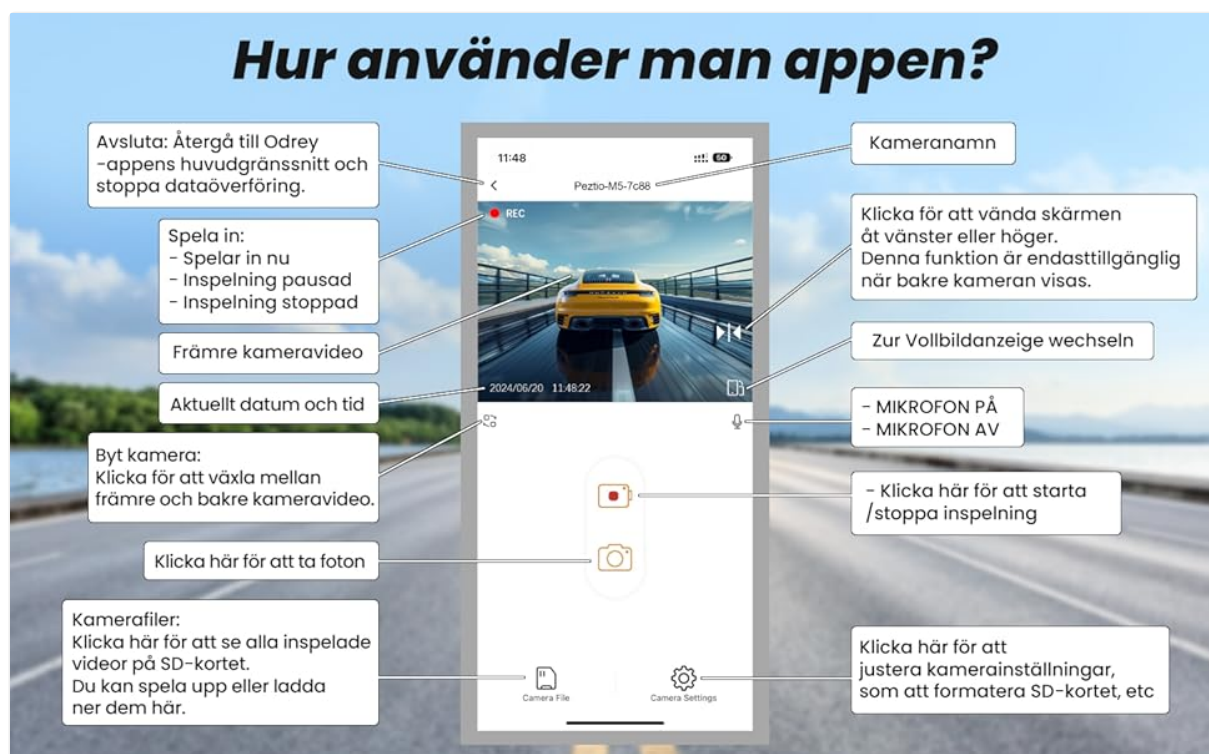 Hur använder man appen?
Avsluta: Återgå till Odrey
-appens huvudgränssnitt och
stoppa dataöverföring.
Spela in:
- Spelar in nu
- Inspelning pausad
- Inspelning stoppad
Främre kameravideo
Aktuellt datum och tid
Byt kamera:
Klicka för att växla mellan
främre och bakre kameravideo.
Klicka här för att ta foton
Kamerafiler:
Klicka här för att se alla inspelade
videor på SD-kortet.
Du kan spela upp eller ladda
ner dem här.
11:48
50
Peztio-M5-7c88
REC
2024/06/20 11:48:22
Camera File
Camera Settings
Kameranamn
Klicka för att vända skärmen
åt vänster eller höger.
Denna funktion är endasttillgänglig
när bakre kameran visas.
Zur Vollbildanzeige wechseln
- MIKROFON PÅ
- MIKROFON AV
- Klicka här för att starta
/stoppa inspelning
Klicka här för att
justera kamerainställningar,
som att formatera SD-kortet, etc